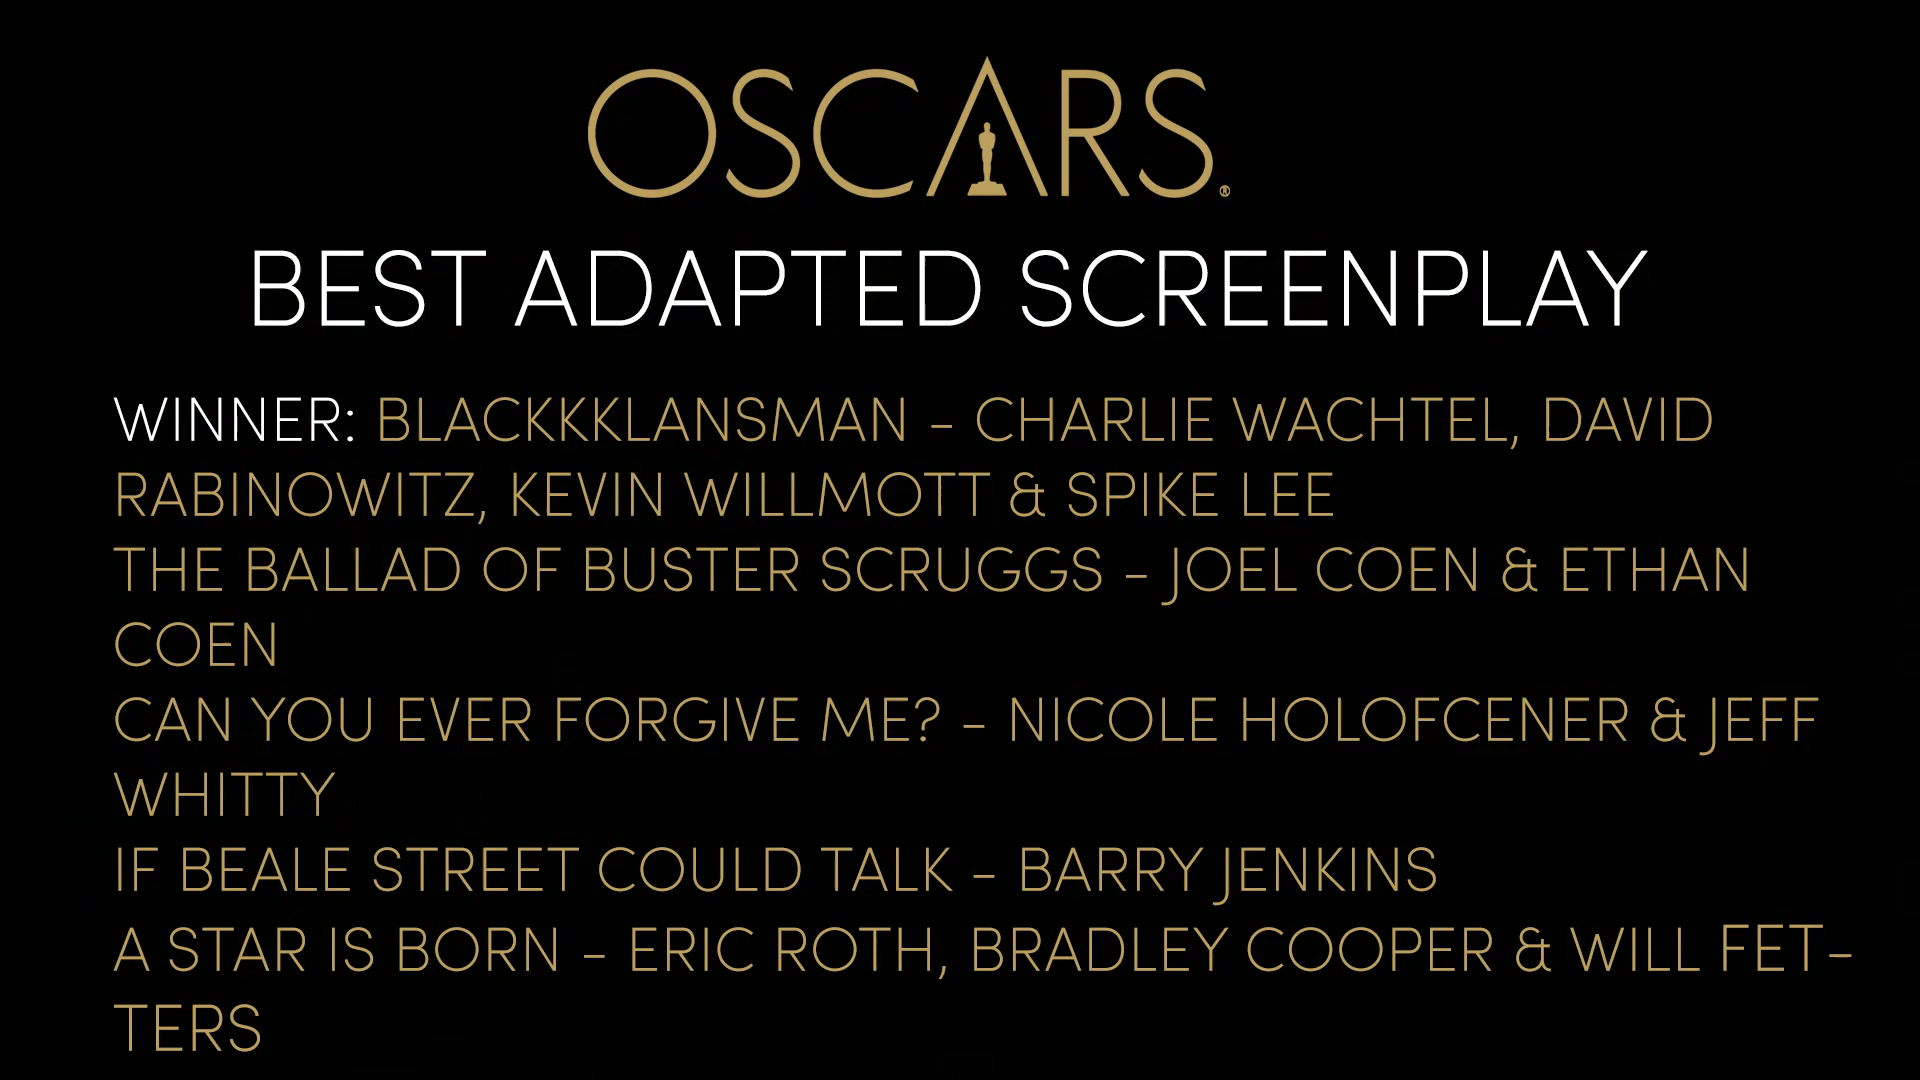 OSCARS.®
BEST ADAPTED SCREENPLAY
WINNER: BLACKKKLANSMAN - CHARLIE WACHTEL, DAVID
RABINOWITZ, KEVIN WILLMOTT & SPIKE LEE
THE BALLAD OF BUSTER SCRUGGS - JOEL COEN & ETHAN
COEN
CAN YOU EVER FORGIVE ME? - NICOLE HOLOFCENER & JEFF
WHITTY
IF BEALE STREET COULD TALK - BARRY JENKINS
A STAR IS BORN - ERIC ROTH, BRADLEY COOPER & WILL FET-
TERS